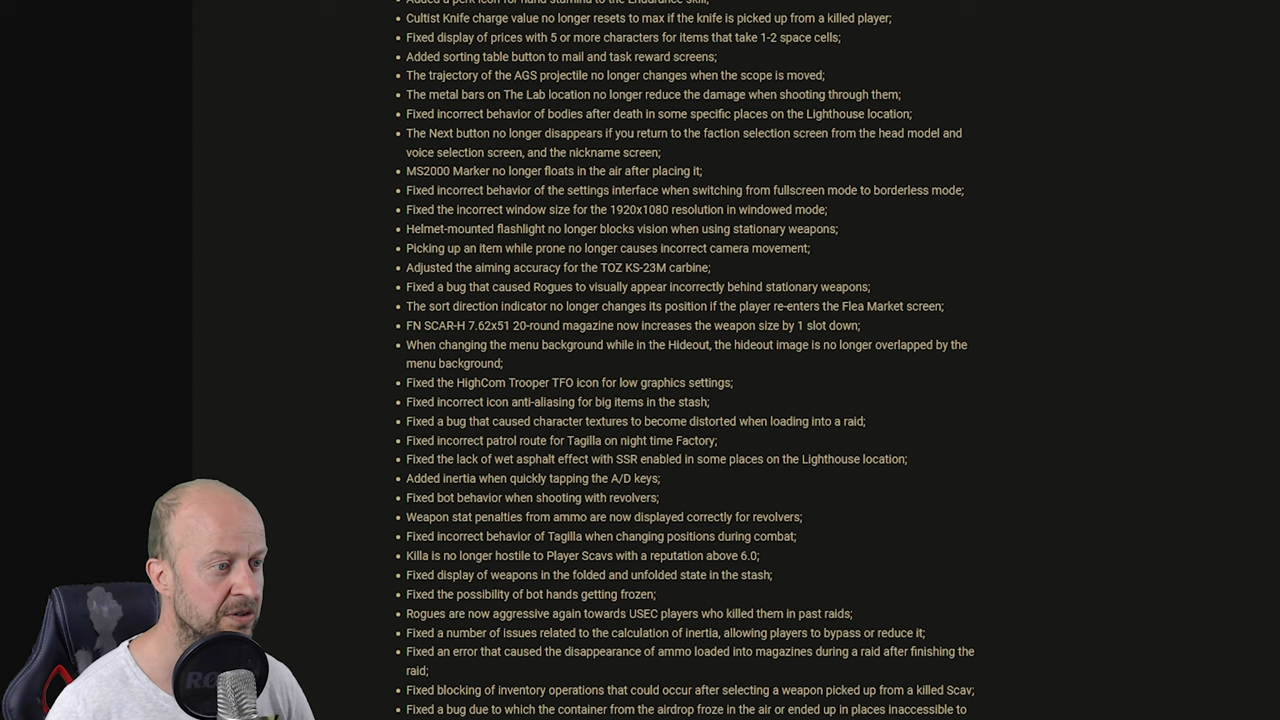 Added a perk icon for hand stamina to the Endurance skill;
Cultist Knife charge value no longer resets to max if the knife is picked up from a killed player;
Fixed display of prices with 5 or more characters for items that take 1-2 space cells;
Added sorting table button to mail and task reward screens;
The trajectory of the AGS projectile no longer changes when the scope is moved;
The metal bars on The Lab location no longer reduce the damage when shooting through them;
Fixed incorrect behavior of bodies after death in some specific places on the Lighthouse location;
The Next button no longer disappears if you return to the faction selection screen from the head model and
voice selection screen, and the nickname screen;
MS2000 Marker no longer floats in the air after placing it;
Fixed incorrect behavior of the settings interface when switching from fullscreen mode to borderless mode;
Fixed the incorrect window size for the 1920x1080 resolution in windowed mode;
Helmet-mounted flashlight no longer blocks vision when using stationary weapons;
Picking up an item while prone no longer causes incorrect camera movement;
Adjusted the aiming accuracy for the TOZ KS-23M carbine;
Fixed a bug that caused Rogues to visually appear incorrectly behind stationary weapons;
The sort direction indicator no longer changes its position if the player re-enters the Flea Market screen;
FN SCAR-H 7.62x51 20-round magazine now increases the weapon size by 1 slot down;
When changing the menu background while in the Hideout, the hideout image is no longer overlapped by the
menu background;
Fixed the HighCom Trooper TFO icon for low graphics settings;
Fixed incorrect icon anti-aliasing for big items in the stash;
Fixed a bug that caused character textures to become distorted when loading into a raid;
Fixed incorrect patrol route for Tagilla on night time Factory;
Fixed the lack of wet asphalt effect with SSR enabled in some places on the Lighthouse location;
Added inertia when quickly tapping the A/D keys;
Fixed bot behavior when shooting with revolvers;
Weapon stat penalties from ammo are now displayed correctly for revolvers;
Fixed incorrect behavior of Tagilla when changing positions during combat;
Killa is no longer hostile to Player Scavs with a reputation above 6.0;
Fixed display of weapons in the folded and unfolded state in the stash;
Fixed the possibility of bot hands getting frozen;
Rogues are now aggressive again towards USEC players who killed them in past raids;
Fixed a number of issues related to the calculation of inertia, allowing players to bypass or reduce it;
Fixed an error that caused the disappearance of ammo loaded into magazines during a raid after finishing the
raid;
Fixed blocking of inventory operations that could occur after selecting a weapon picked up from a killed Scav;
Fixed a bug due to which the container from the airdrop froze in the air or ended up in places inaccessible to